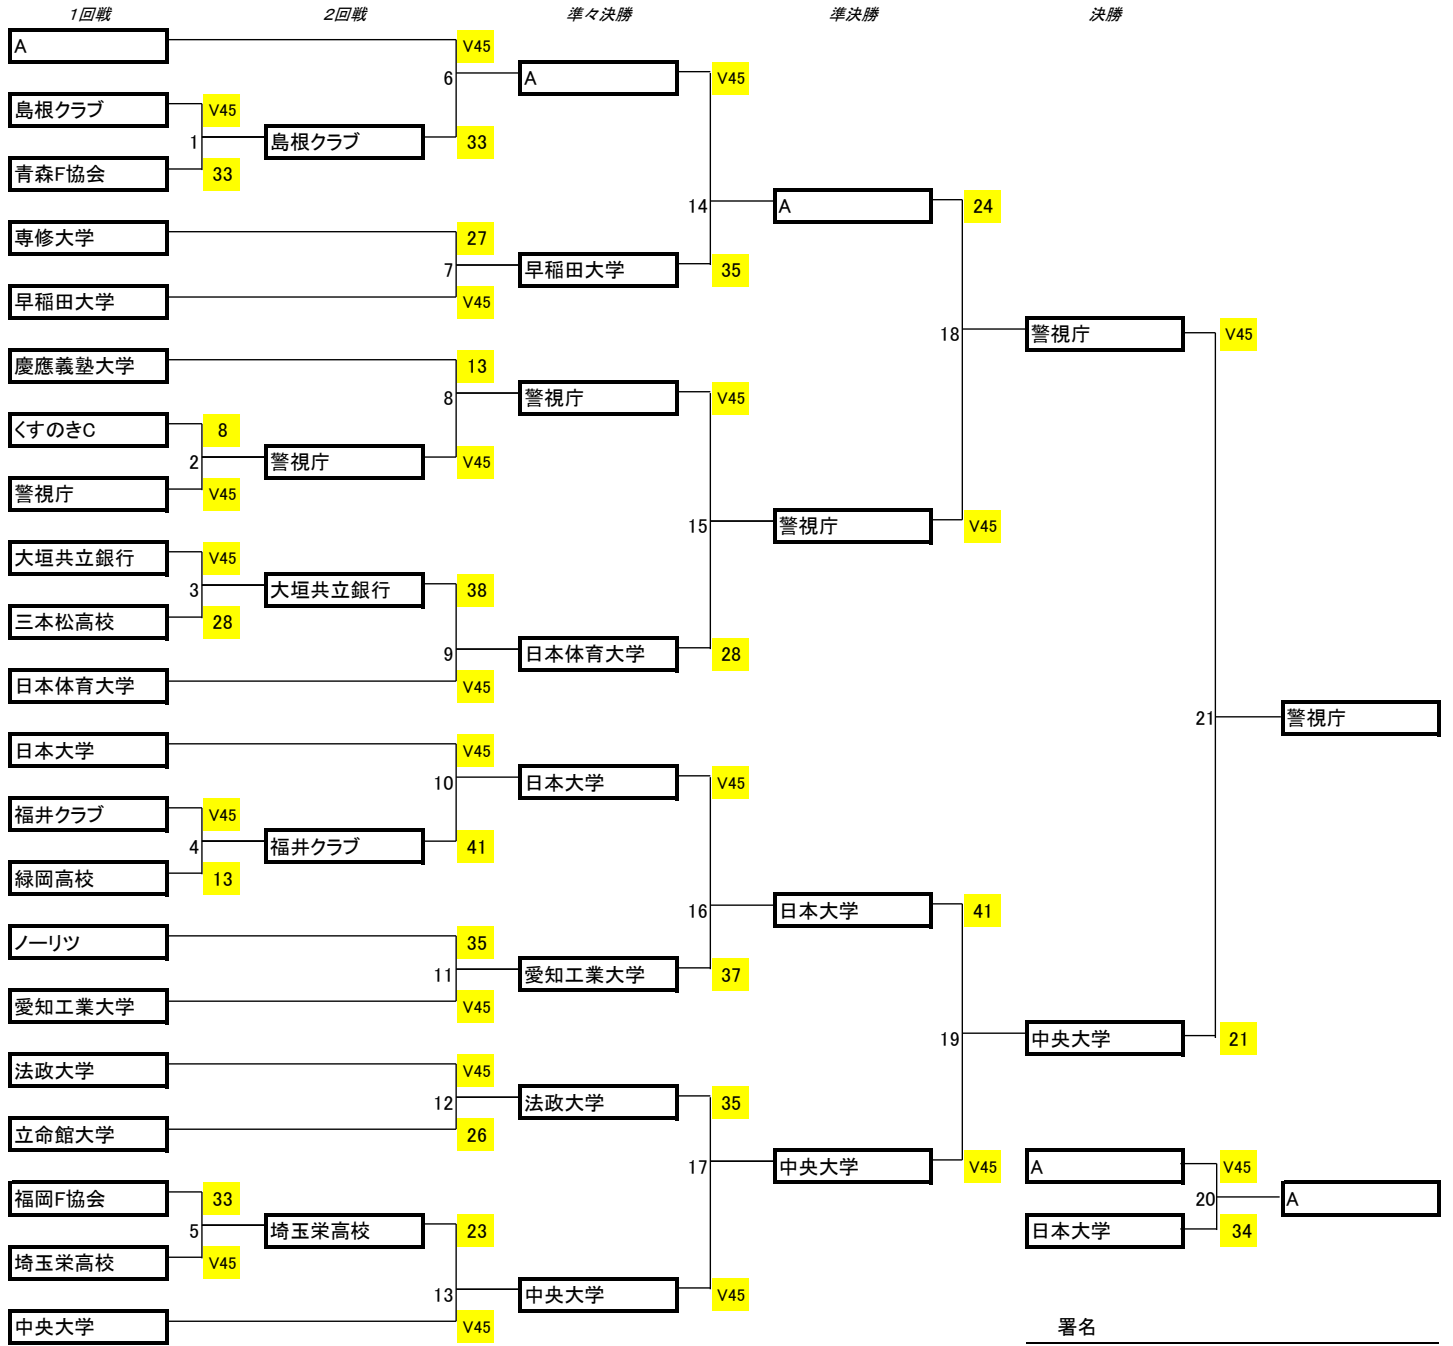 1回戦 2回戦 準々決勝 準決勝 決勝
A V45
6 A V45
島根クラブ V45
1 島根クラブ 33
青森F協会 33
14 A 24
専修大学 27
7 早稲田大学 35
早稲田大学 V45
18 警視庁 V45
慶應義塾大学 13
8 警視庁 V45
くすのきC 8
2 警視庁 V45
警視庁 V45
15 警視庁 V45
大垣共立銀行 V45
3 大垣共立銀行 38
三本松高校 28
9 日本体育大学 28
日本体育大学 V45
21 警視庁
日本大学 V45
10 日本大学 V45
福井クラブ V45
4 福井クラブ 41
緑岡高校 13
16 日本大学 41
ノーリツ 35
11 愛知工業大学 37
愛知工業大学 V45
19 中央大学 21
法政大学 V45
12 法政大学 35
立命館大学 26
17 中央大学 V45
A V45
福岡F協会 33
20 A
5 埼玉栄高校 23
日本大学 34
埼玉栄高校 V45
13 中央大学 V45
中央大学 V45
署名